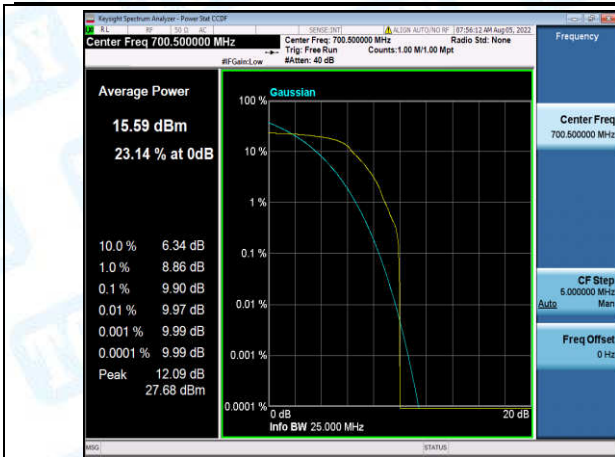 Keysight Spectrum Analyzer - Power Stat CCDF
RL RF 50 Ω AC SENSE:INT ALIGN AUTO/NO RF 07:56:12 AM Aug 05, 2022
Center Freq 700.500000 MHz
Center Freq: 700.500000 MHz Radio Std: None
Trig: Free Run Counts:1.00 M/1.00 Mpt
#IFGain:Low #Atten: 40 dB
Frequency
Average Power
15.59 dBm
23.14 % at 0dB
10.0 % 6.34 dB
1.0 % 8.86 dB
0.1 % 9.90 dB
0.01 % 9.97 dB
0.001 % 9.99 dB
0.0001 % 9.99 dB
Peak 12.09 dB
27.68 dBm
Gaussian
100 %
10 %
1 %
0.1 %
0.01 %
0.001 %
0.0001 %
0 dB 20 dB
Info BW 25.000 MHz
Center Freq
700.500000 MHz
CF Step
5.000000 MHz
Auto Man
Freq Offset
0 Hz
MSG STATUS